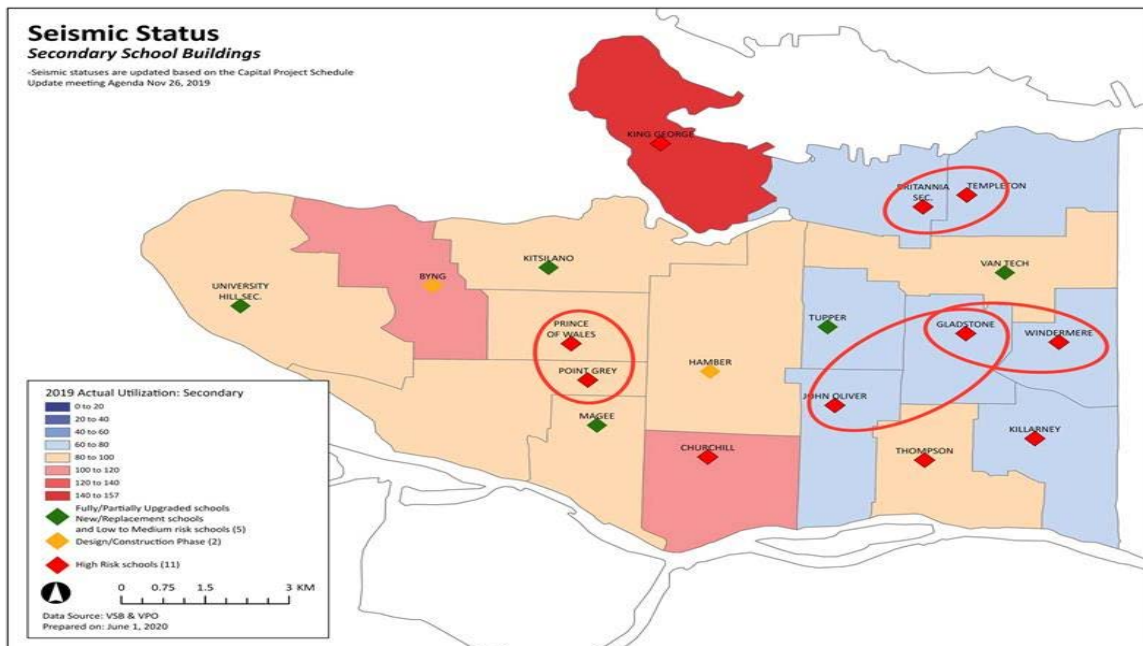 Seismic Status
Secondary School Buildings
-Seismic statuses are updated based on the Capital Project Schedule
Update meeting Agenda Nov 26, 2019
KING GEORGE
BRITANNIA
SEC.
TEMPLETON
KITSILANO
VAN TECH
BYNG
UNIVERSITY
HILL SEC.
TUPPER
GLADSTONE
WINDERMERE
PRINCE
OF WALES
HAMBER
POINT GREY
JOHN OLIVER
MAGEE
KILLARNEY
CHURCHILL
THOMPSON
2019 Actual Utilization: Secondary
0 to 20
20 to 40
40 to 60
60 to 80
80 to 100
100 to 120
120 to 140
140 to 157
Fully/Partially Upgraded schools
New/Replacement schools
and Low to Medium risk schools (5)
Design/Construction Phase (2)
High Risk schools (11)
0 0.75 1.5 3 KM
Data Source: VSB & VPO
Prepared on: June 1, 2020